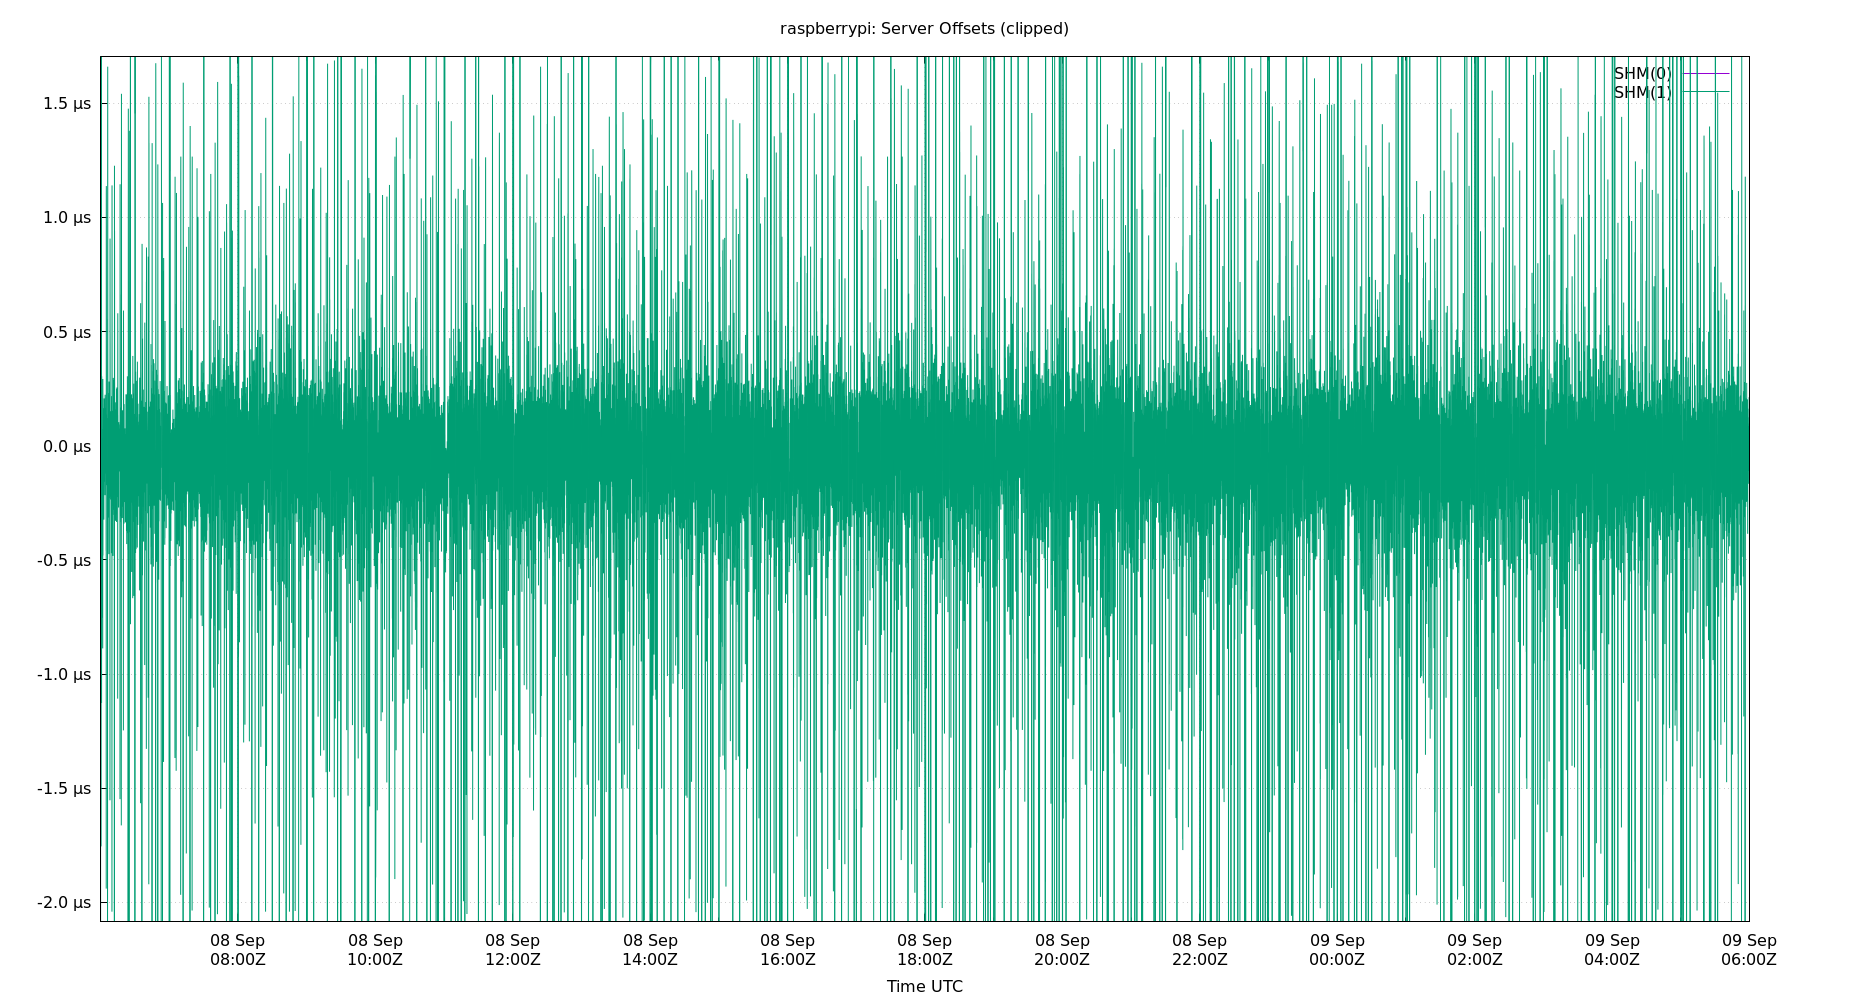 raspberrypi: Server Offsets (clipped)
SHM(0)
SHM(1)
1.5 µs
1.0 µs
0.5 µs
0.0 µs
-0.5 µs
-1.0 µs
-1.5 µs
-2.0 µs
08 Sep 08 Sep 08 Sep 08 Sep 08 Sep 08 Sep 08 Sep 08 Sep 09 Sep 09 Sep 09 Sep 09 Sep
08:00Z 10:00Z 12:00Z 14:00Z 16:00Z 18:00Z 20:00Z 22:00Z 00:00Z 02:00Z 04:00Z 06:00Z
Time UTC